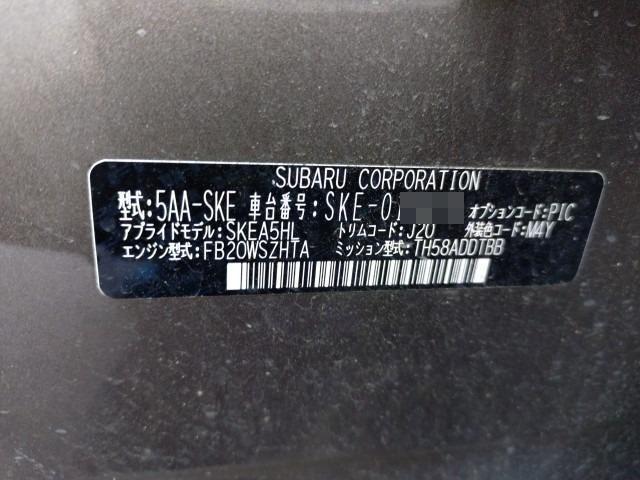 SUBARU CORPORATION
型式:5AA-SKE 車台番号:SKE-01 オプションコード:PIC
アプライドモデル:SKEA5HL トリムコード:J20 外装色コード:M4Y
エンジン型式:FB20WSZHTA ミッション型式:TH58ADDTBB